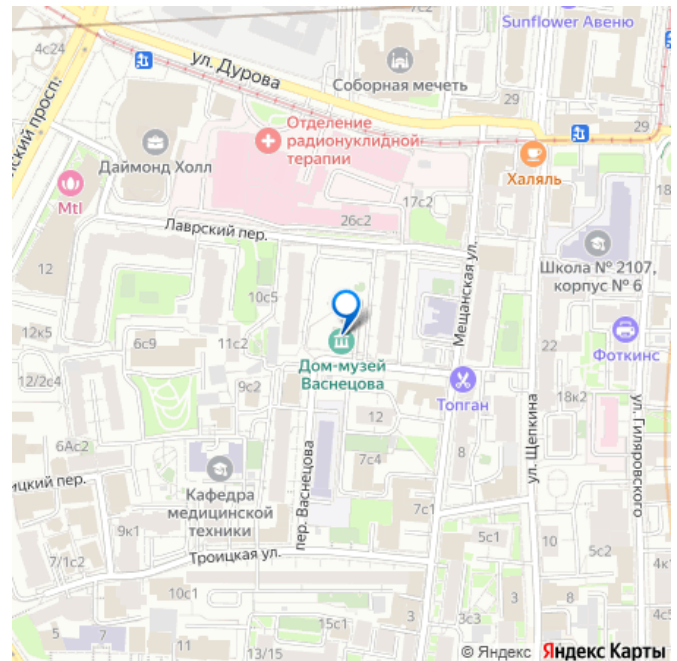 Sunflower Авеню
4с24
ул. Дурова
Соборная мечеть
ский просп.
29
29
Отделение
радионуклидной
терапии
Даймонд Холл
Халяль
Mtl
17с2
18
26с2
Лаврский пер.
Мещанская ул.
Школа № 2107,
корпус № 6
12
10с5
12к5
6с9
11с2
22
Фоткинс
Дом-музей
Васнецова
12/2с4
9с2
Топган
18к2
12
ул. Щепкина
ул. Гиляровского
6Ас2
8
7с4
пер. Васнецова
ицкий пер.
Кафедра
медицинской
техники
9к1
7с1
5с1
5с2
Троицкая ул.
7/1с2
4к
10с1
3
3с3
3
8
4с5
5
7
11
15с1
13/15
© Яндекс Яндекс Карты